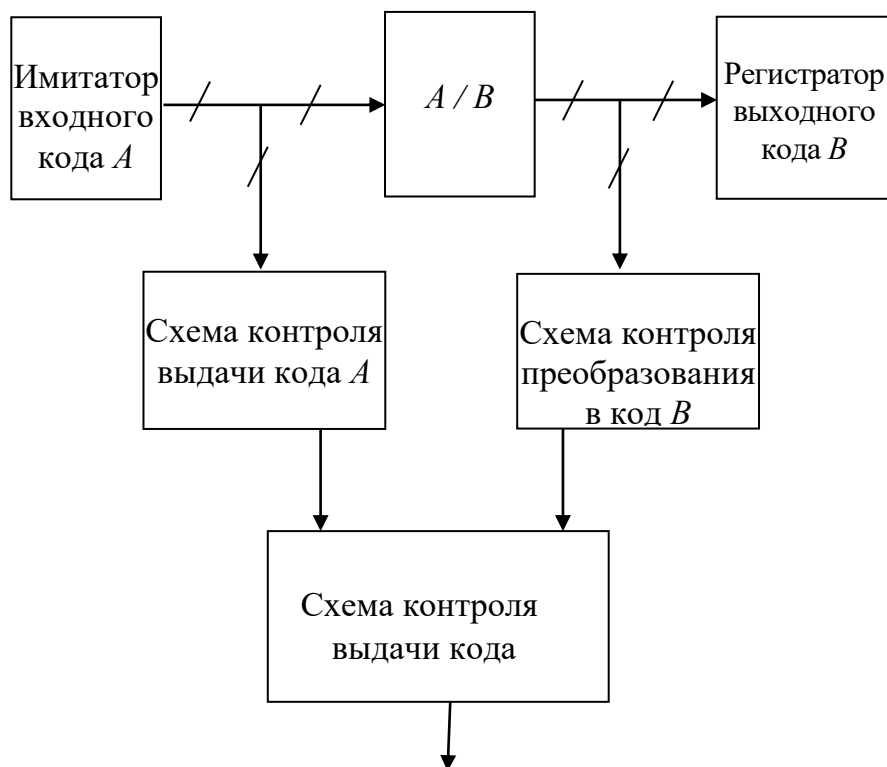 Имитатор
входного
кода A
A / B
Регистратор
выходного
кода B
Схема контроля
выдачи кода A
Схема контроля
преобразования
в код B
Схема контроля
выдачи кода